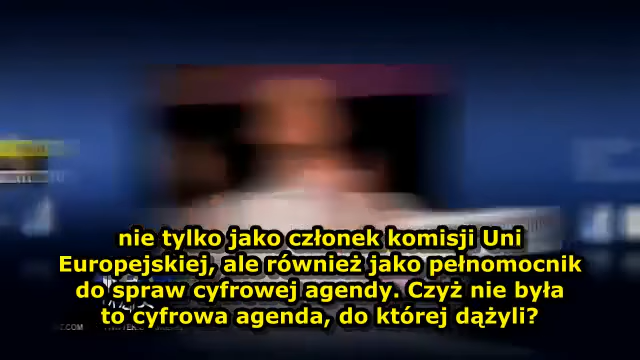 nie tylko jako członek komisji Uni
Europejskiej, ale również jako pełnomocnik
do spraw cyfrowej agendy. Czyż nie była
to cyfrowa agenda, do której dążyli?